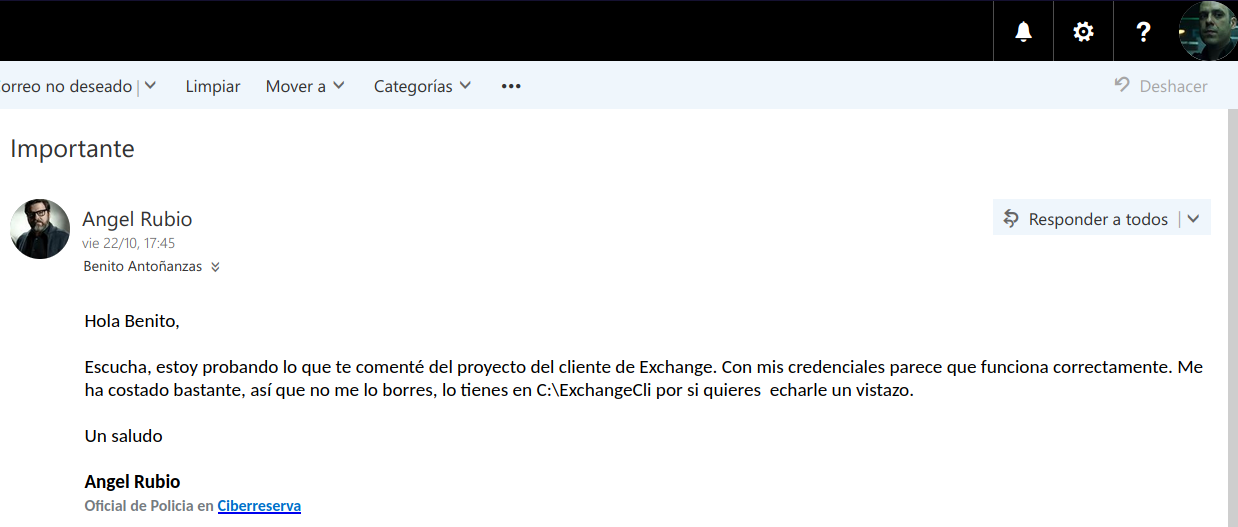 orreo no deseado | Limpiar Mover a Categorías ••• Deshacer
Importante
Angel Rubio
vie 22/10, 17:45
Responder a todos |
Benito Antoñanzas
Hola Benito,
Escucha, estoy probando lo que te comenté del proyecto del cliente de Exchange. Con mis credenciales parece que funciona correctamente. Me
ha costado bastante, así que no me lo borres, lo tienes en C:\ExchangeCli por si quieres  echarle un vistazo.
Un saludo
Angel Rubio
Oficial de Policia en Ciberreserva